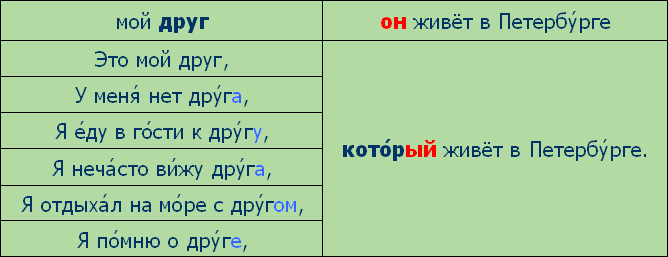 мой друг
он живёт в Петербу́рге
Это мой друг,
У меня́ нет дру́га,
Я е́ду в го́сти к дру́гу,
Я неча́сто ви́жу дру́га,
Я отдыха́л на мо́ре с дру́гом,
Я по́мню о дру́ге,
кото́рый живёт в Петербу́рге.